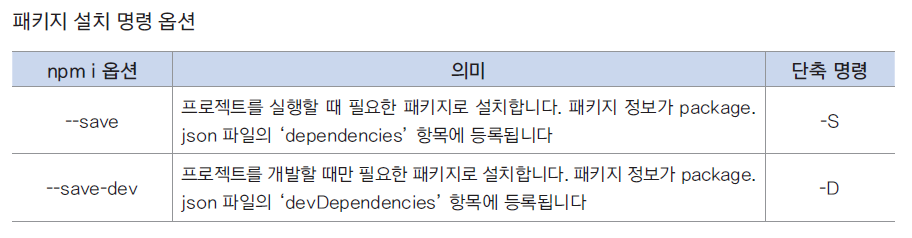 패키지 설치 명령 옵션
npm i 옵션 의미 단축 명령
--save 프로젝트를 실행할 때 필요한 패키지로 설치합니다. 패키지 정보가 package.
json 파일의 ‘dependencies’ 항목에 등록됩니다 -S
--save-dev 프로젝트를 개발할 때만 필요한 패키지로 설치합니다. 패키지 정보가 package.
json 파일의 ‘devDependencies’ 항목에 등록됩니다 -D